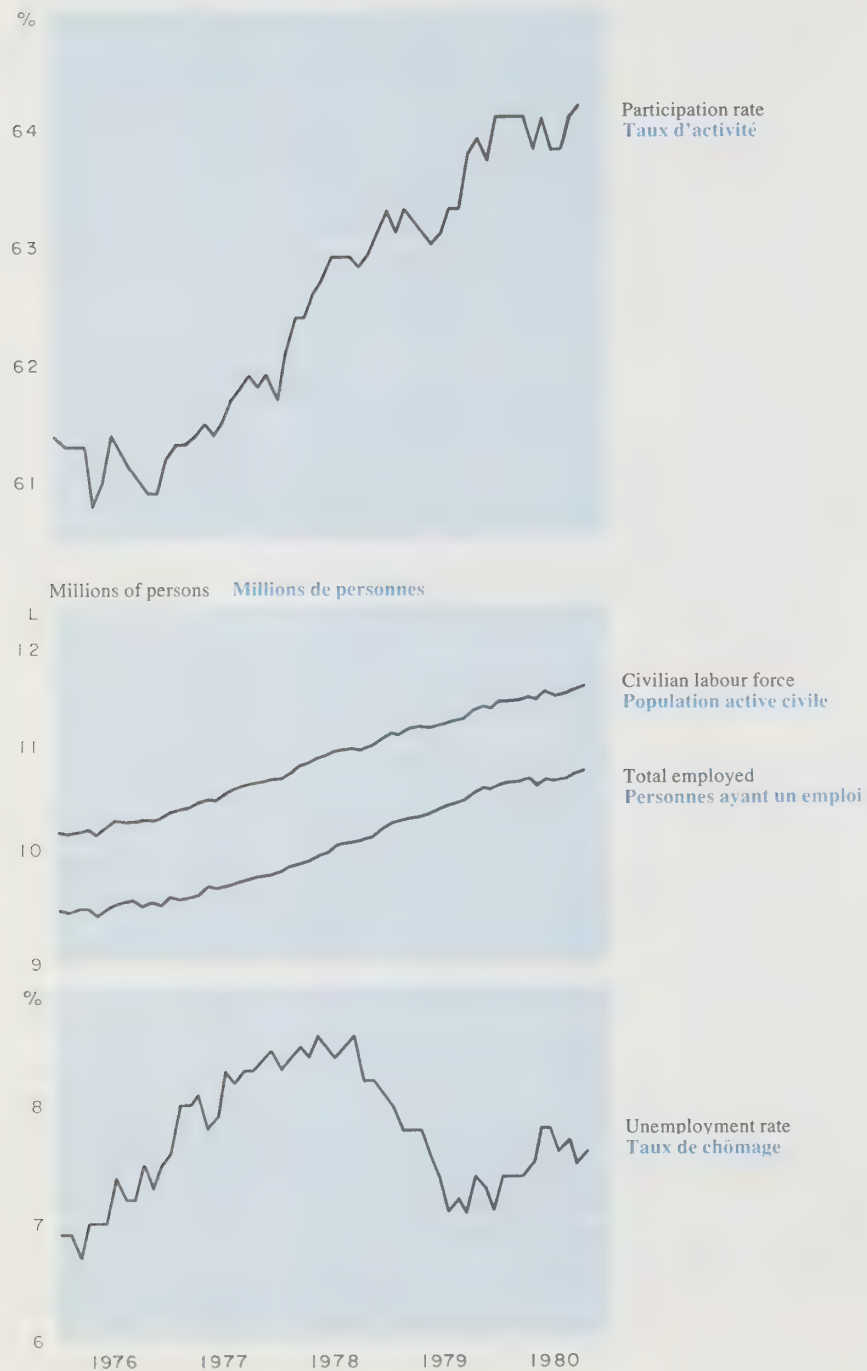 %
64
63
62
61
Participation rate
Taux d'activité
Millions of persons Millions de personnes
L
12
11
10
9
Civilian labour force
Population active civile
Total employed
Personnes ayant un emploi
%
8
7
6
Unemployment rate
Taux de chômage
1976 1977 1978 1979 1980